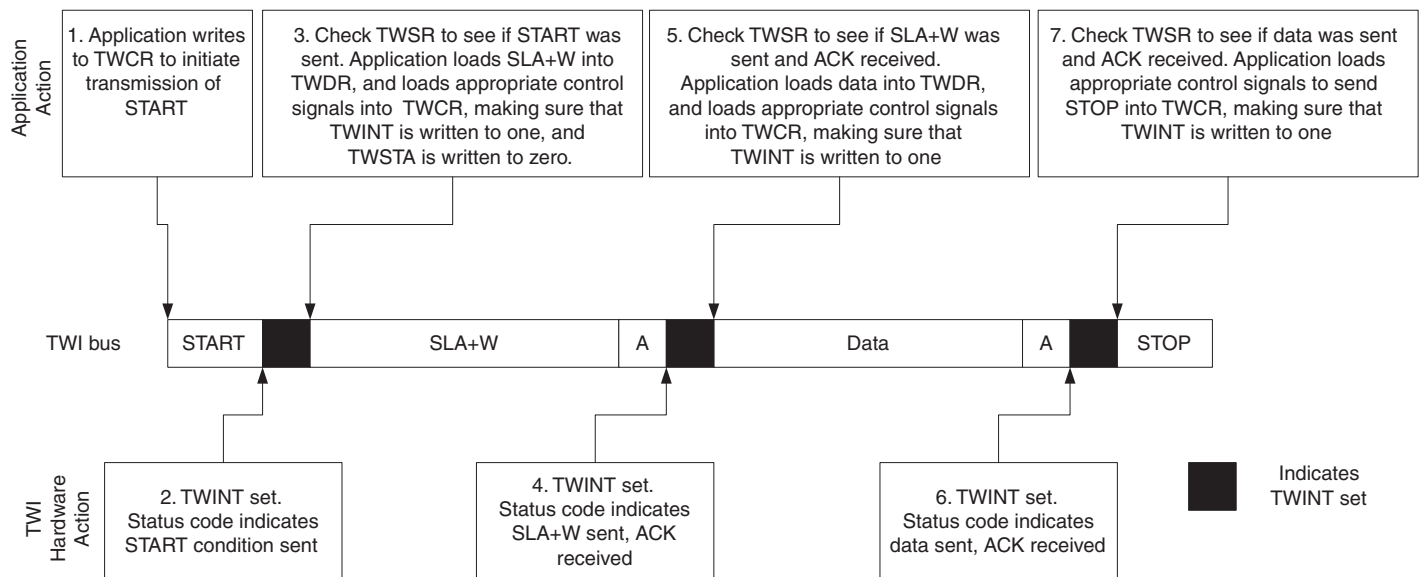 Application
Action
1. Application writes
to TWCR to initiate
transmission of
START
3. Check TWSR to see if START was
sent. Application loads SLA+W into
TWDR, and loads appropriate control
signals into TWCR, making sure that
TWINT is written to one, and
TWSTA is written to zero.
5. Check TWSR to see if SLA+W was
sent and ACK received.
Application loads data into TWDR,
and loads appropriate control signals
into TWCR, making sure that
TWINT is written to one
7. Check TWSR to see if data was sent
and ACK received. Application loads
appropriate control signals to send
STOP into TWCR, making sure that
TWINT is written to one
TWI bus
START
SLA+W
A
Data
A
STOP
TWI
Hardware
Action
2. TWINT set.
Status code indicates
START condition sent
4. TWINT set.
Status code indicates
SLA+W sent, ACK
received
6. TWINT set.
Status code indicates
data sent, ACK received
Indicates
TWINT set